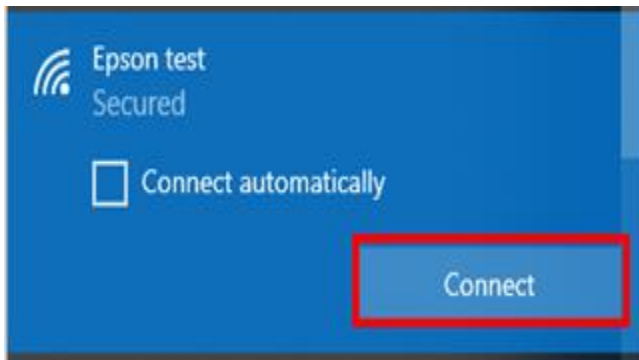 Epson test
Secured
Connect automatically
Connect